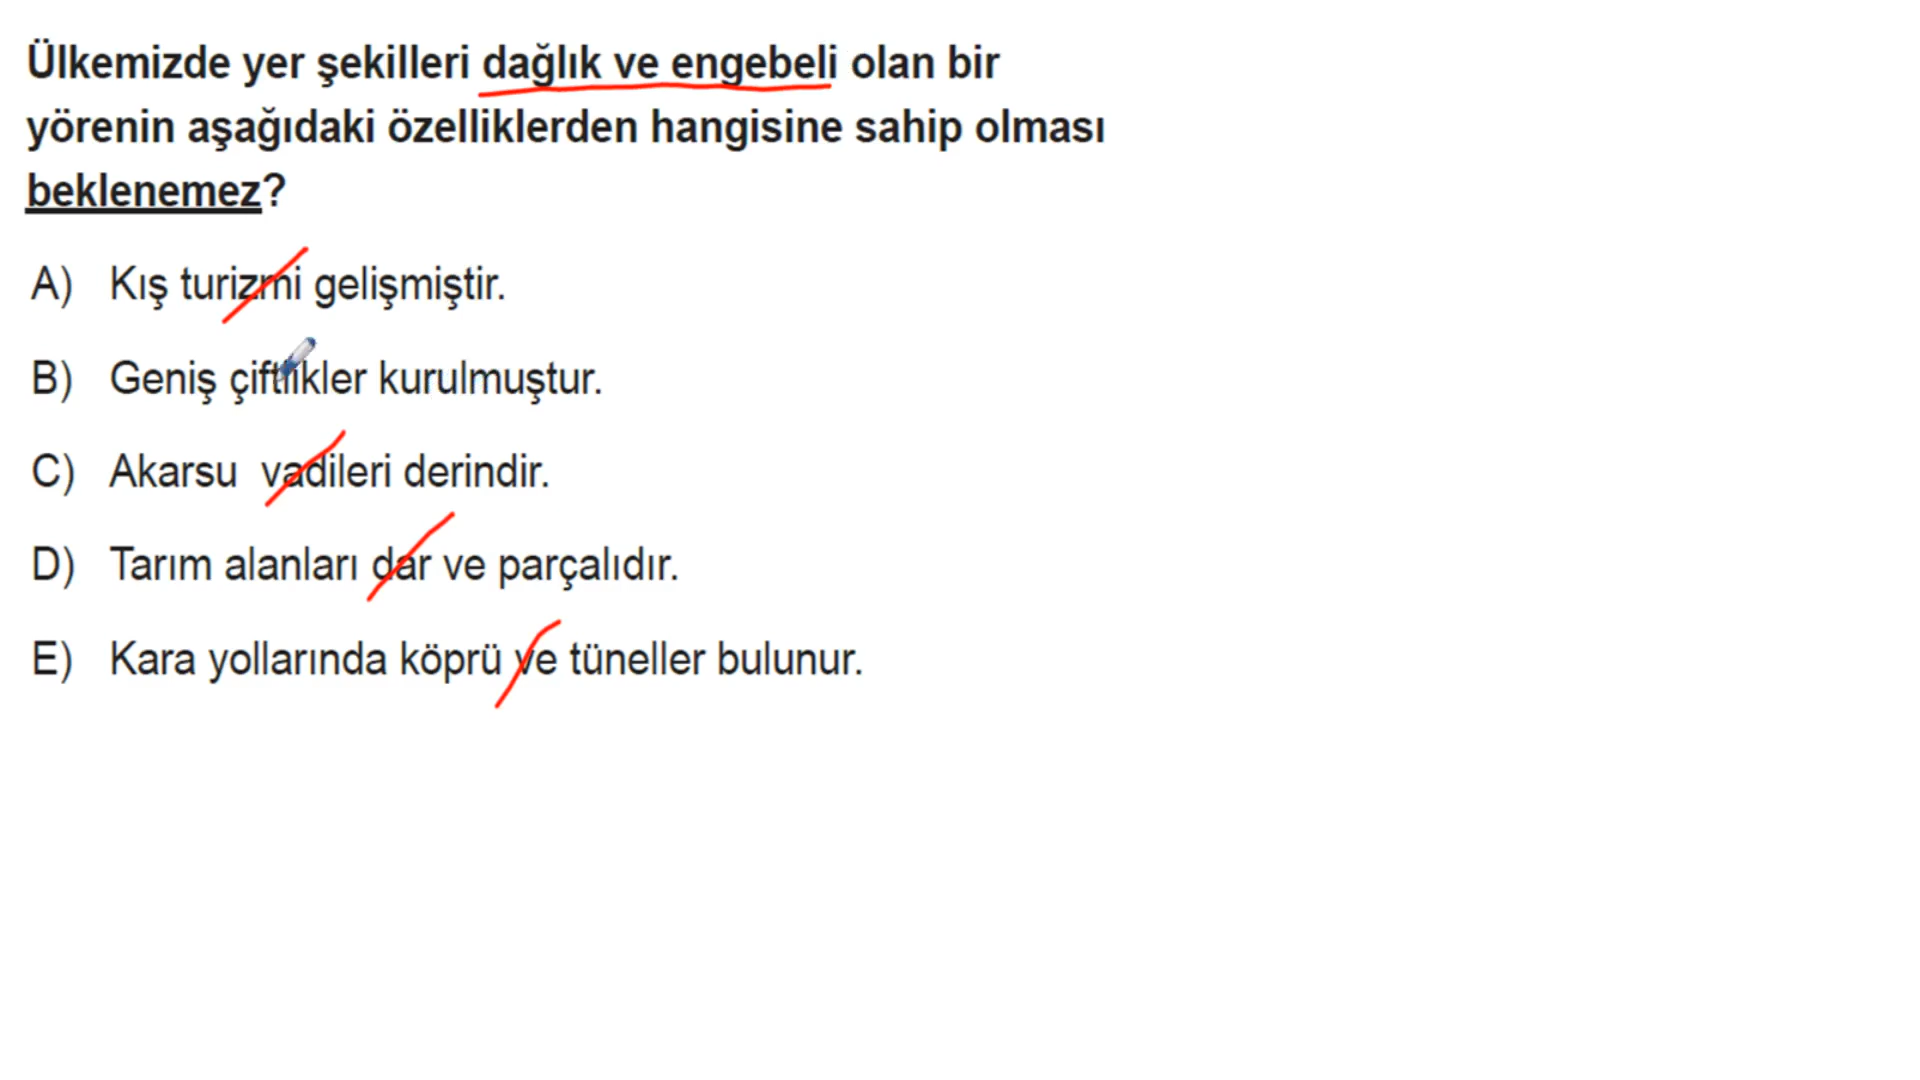 Ülkemizde yer şekilleri dağlık ve engebeli olan bir
yörenin aşağıdaki özelliklerden hangisine sahip olması
beklenemez?
A) Kış turizmi gelişmiştir.
B) Geniş çiftlikler kurulmuştur.
C) Akarsu vadileri derindir.
D) Tarım alanları dar ve parçalıdır.
E) Kara yollarında köprü ve tüneller bulunur.